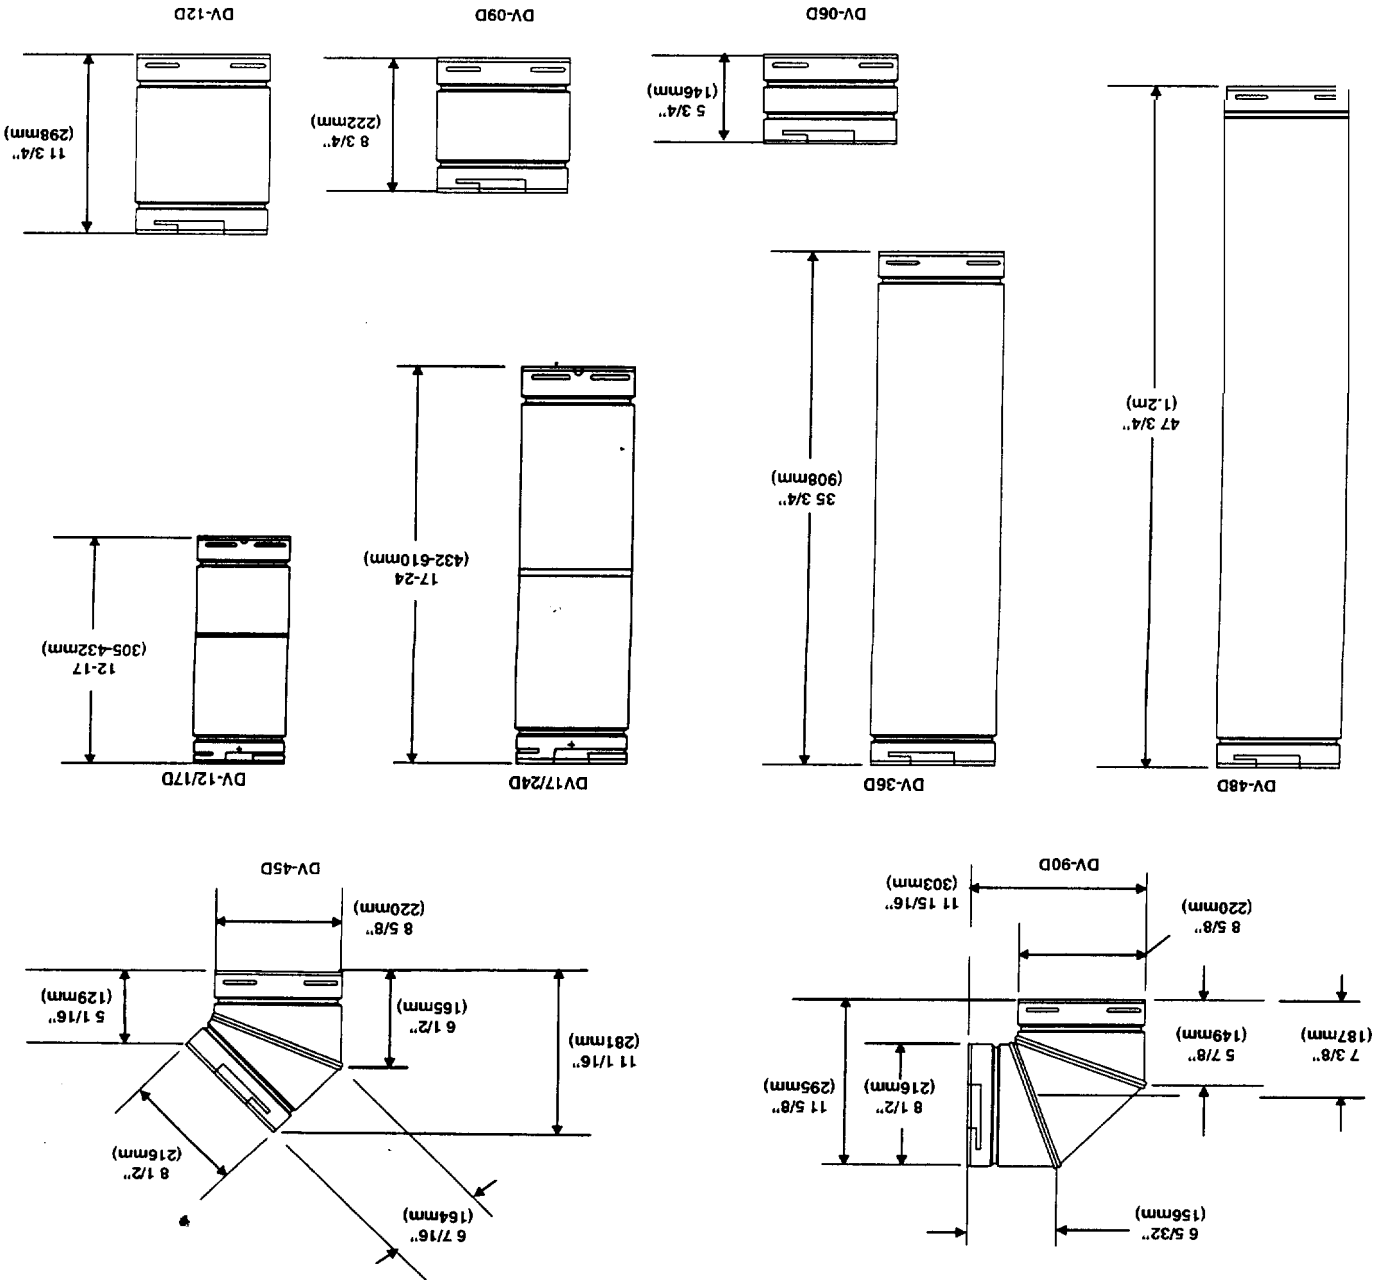 6 5/32"
(156mm)
7 3/8"
(187mm)
5 7/8"
(149mm)
8 1/2"
(216mm)
11 5/8"
(295mm)
8 5/8"
(220mm)
11 15/16"
(303mm)
DV-90D
6 7/16"
(164mm)
8 1/2"
(216mm)
11 1/16"
(281mm)
6 1/2"
(165mm)
5 1/16"
(129mm)
8 5/8"
(220mm)
DV-45D
DV-48D
47 3/4"
(1.2m)
DV-36D
35 3/4"
(908mm)
DV17/24D
17-24
(432-610mm)
DV-12/17D
12-17
(305-432mm)
5 3/4"
(146mm)
DV-06D
8 3/4"
(222mm)
DV-09D
11 3/4"
(298mm)
DV-12D